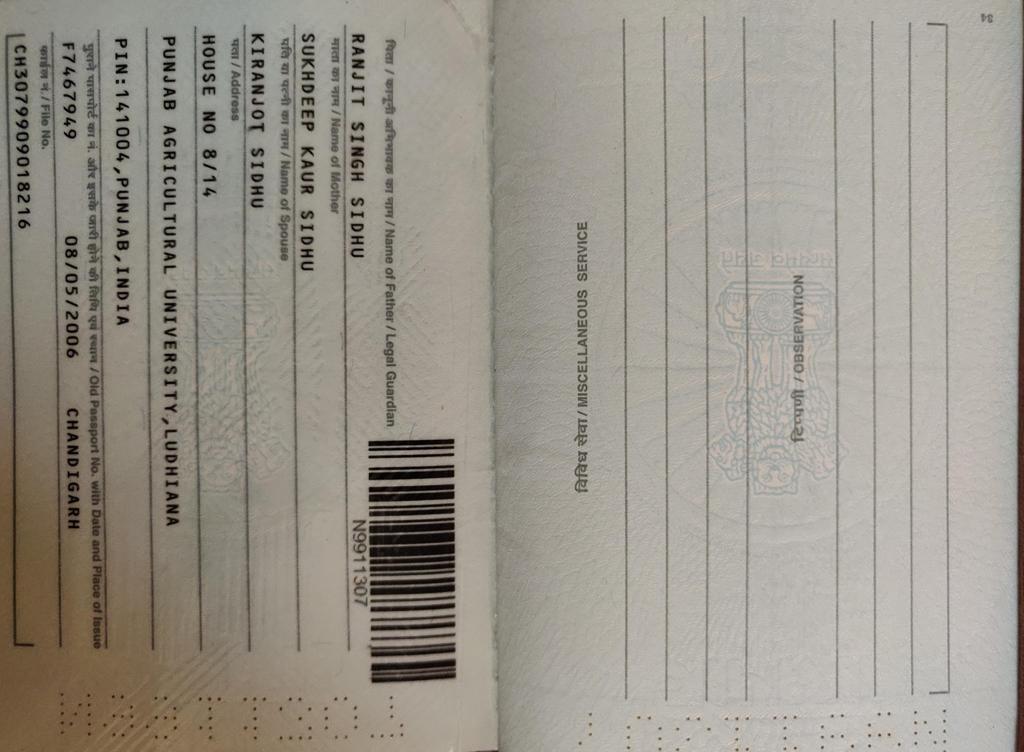 पिता / कानूनी अभिभावक का नाम / Name of Father / Legal Guardian
RANJIT SINGH SIDHU
माता का नाम / Name of Mother
SUKHDEEP KAUR SIDHU
पति या पत्नी का नाम / Name of Spouse
KIRANJOT SIDHU
पता / Address
HOUSE NO 8/14
PUNJAB AGRICULTURAL UNIVERSITY,LUDHIANA
PIN:141004,PUNJAB,INDIA
पुराने पासपोर्ट का नं. और इसके जारी होने की तिथि एवं स्थान / Old Passport No. with Date and Place of Issue
F7467949 08/05/2006 CHANDIGARH
फाईल नं. / File No.
CH3079909018216
N9911307
34
टिप्पणी / OBSERVATION
विविध सेवा / MISCELLANEOUS SERVICE
सत्यमेव जयते